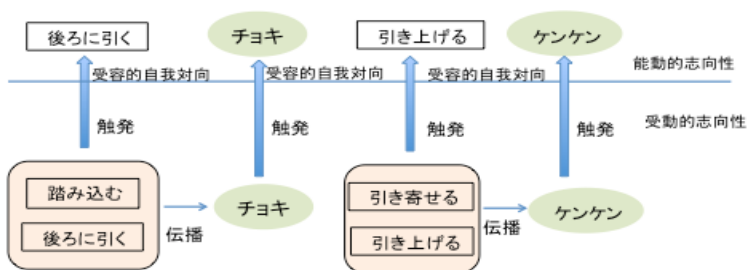 後ろに引く
チョキ
引き上げる
ケンケン
受容的自我対向
受容的自我対向
受容的自我対向
能動的志向性
触発
触発
触発
触発
受動的志向性
踏み込む
後ろに引く
伝播
チョキ
引き寄せる
引き上げる
伝播
ケンケン